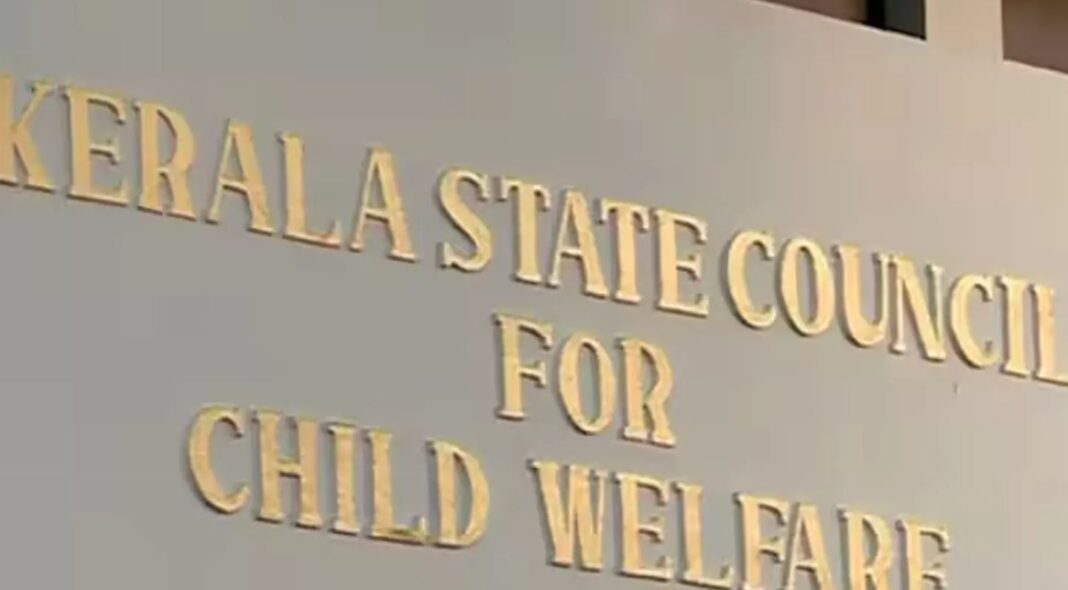 KERALA STATE COUNCIL
FOR
CHILD WELFARE